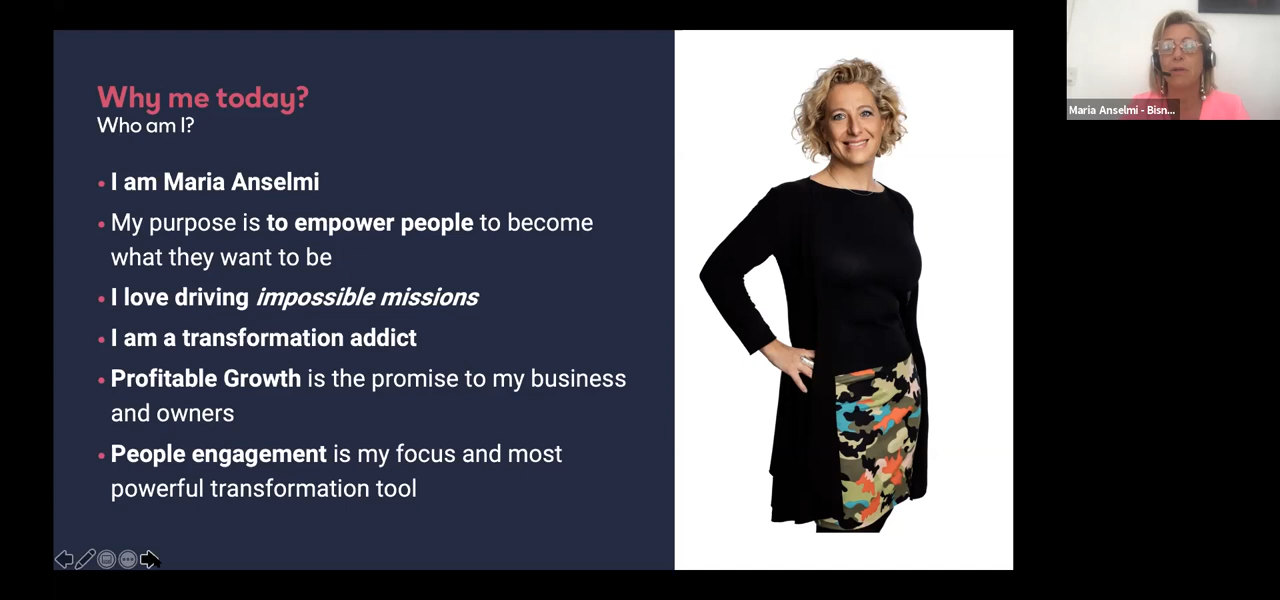 Why me today?
Who am I?
• I am Maria Anselmi
• My purpose is to empower people to become
what they want to be
• I love driving impossible missions
• I am a transformation addict
• Profitable Growth is the promise to my business
and owners
• People engagement is my focus and most
powerful transformation tool
Maria Anselmi - Bisn...